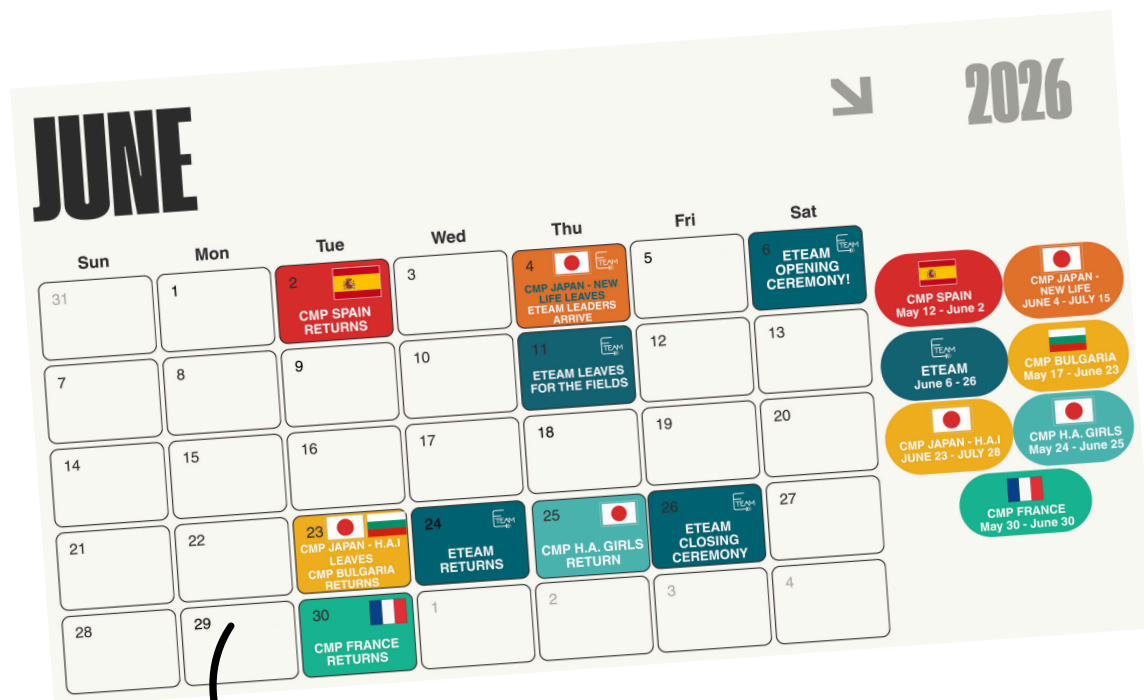 JUNE
2026
Sun Mon Tue Wed Thu Fri Sat
31
1
2
CMP SPAIN
RETURNS
3
4
ETEAM
CMP JAPAN - NEW
LIFE LEAVES
ETEAM LEADERS
ARRIVE
5
6
ETEAM
ETEAM
OPENING
CEREMONY!
7
8
9
10
11
ETEAM
ETEAM LEAVES
FOR THE FIELDS
12
13
14
15
16
17
18
19
20
21
22
23
CMP JAPAN - H.A.I
LEAVES
CMP BULGARIA
RETURNS
24
ETEAM
ETEAM
RETURNS
25
CMP H.A. GIRLS
RETURN
26
ETEAM
ETEAM
CLOSING
CEREMONY
27
28
29
30
CMP FRANCE
RETURNS
1
2
3
4
CMP SPAIN
May 12 - June 2
CMP JAPAN -
NEW LIFE
JUNE 4 - JULY 15
ETEAM
ETEAM
June 6 - 26
CMP BULGARIA
May 17 - June 23
CMP JAPAN - H.A.I
JUNE 23 - JULY 28
CMP H.A. GIRLS
May 24 - June 25
CMP FRANCE
May 30 - June 30